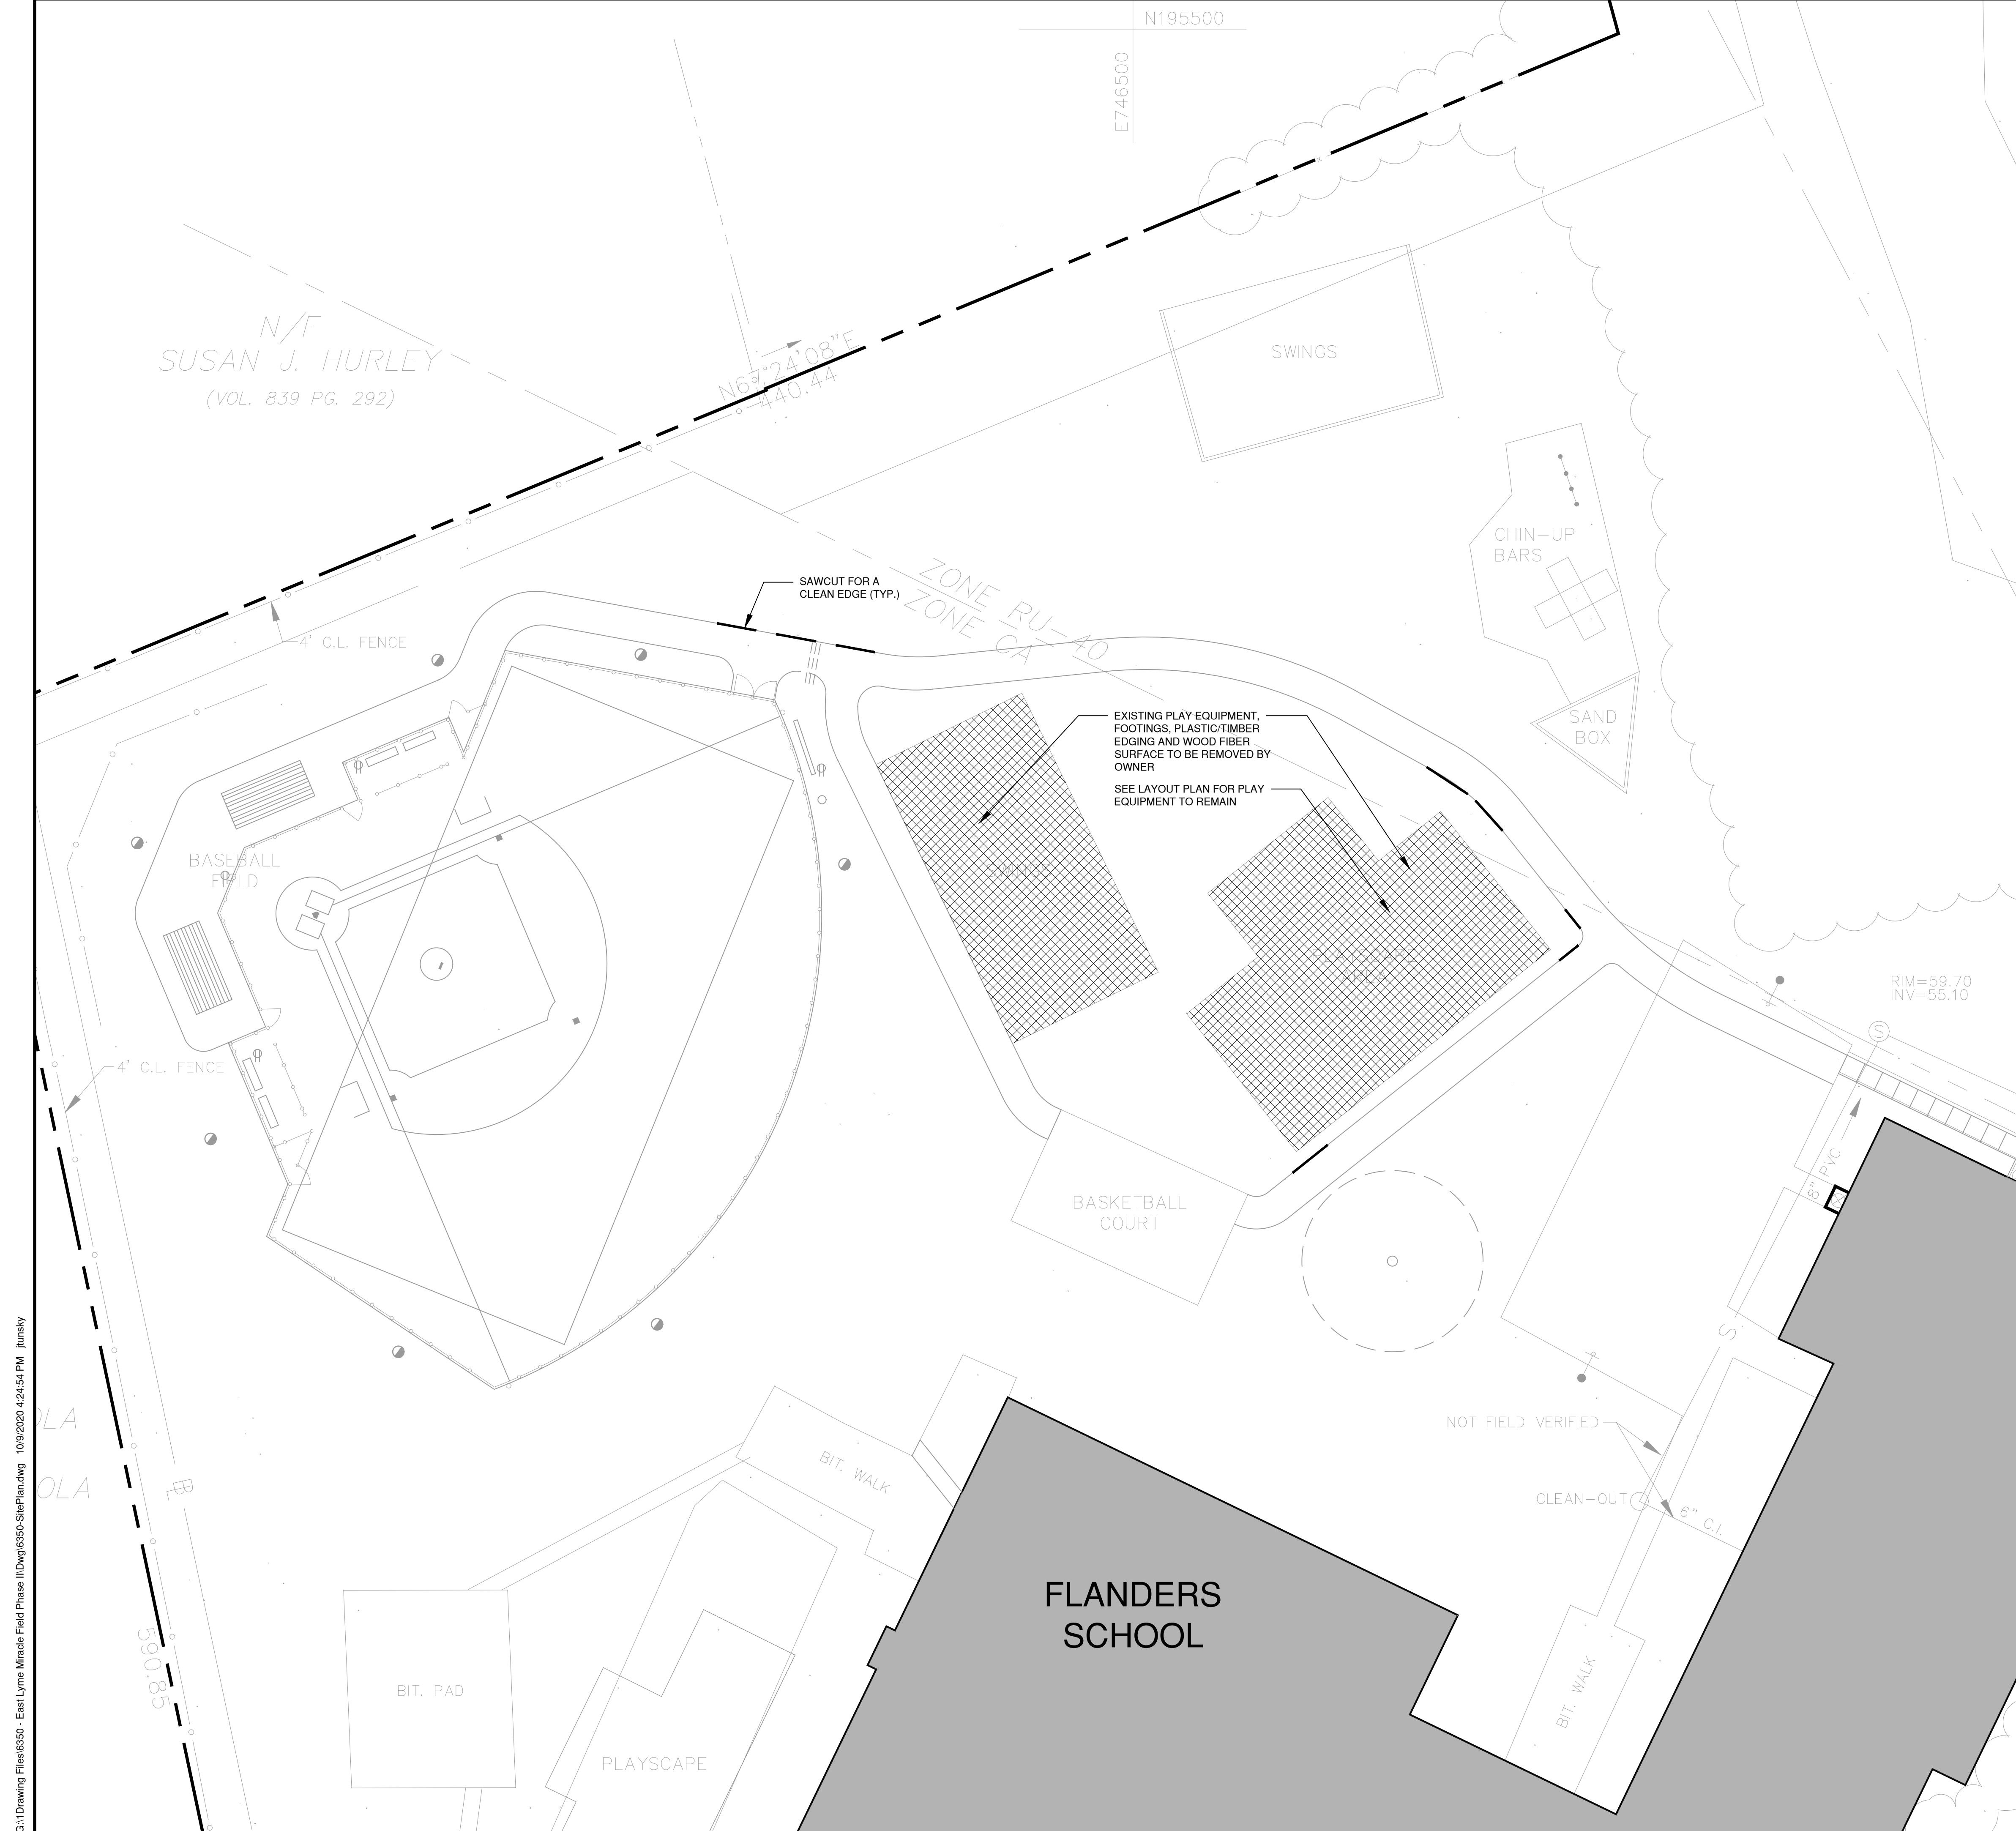 N195500
E746500
N/F
SUSAN J. HURLEY
(VOL. 839 PG. 292)
N67°24'08"E
440.44
SWINGS
CHIN-UP
BARS
SAND
BOX
ZONE RU-40
ZONE CA
SAWCUT FOR A
CLEAN EDGE (TYP.)
4' C.L. FENCE
EXISTING PLAY EQUIPMENT,
FOOTINGS, PLASTIC/TIMBER
EDGING AND WOOD FIBER
SURFACE TO BE REMOVED BY
OWNER
SEE LAYOUT PLAN FOR PLAY
EQUIPMENT TO REMAIN
BASEBALL
FIELD
SWINGS
RIM=59.70
INV=55.10
S
4' C.L. FENCE
8" PVC
BASKETBALL
COURT
S
OLA
OLA
BL
BIT. WALK
NOT FIELD VERIFIED
CLEAN-OUT
6" C.I.
FLANDERS
SCHOOL
BIT. WALK
590.85
BIT. PAD
PLAYSCAPE
G:\1Drawing Files\6350 - East Lyme Miracle Field Phase II\Dwg\6350-SitePlan.dwg 10/9/2020 4:24:54 PM jtunsky